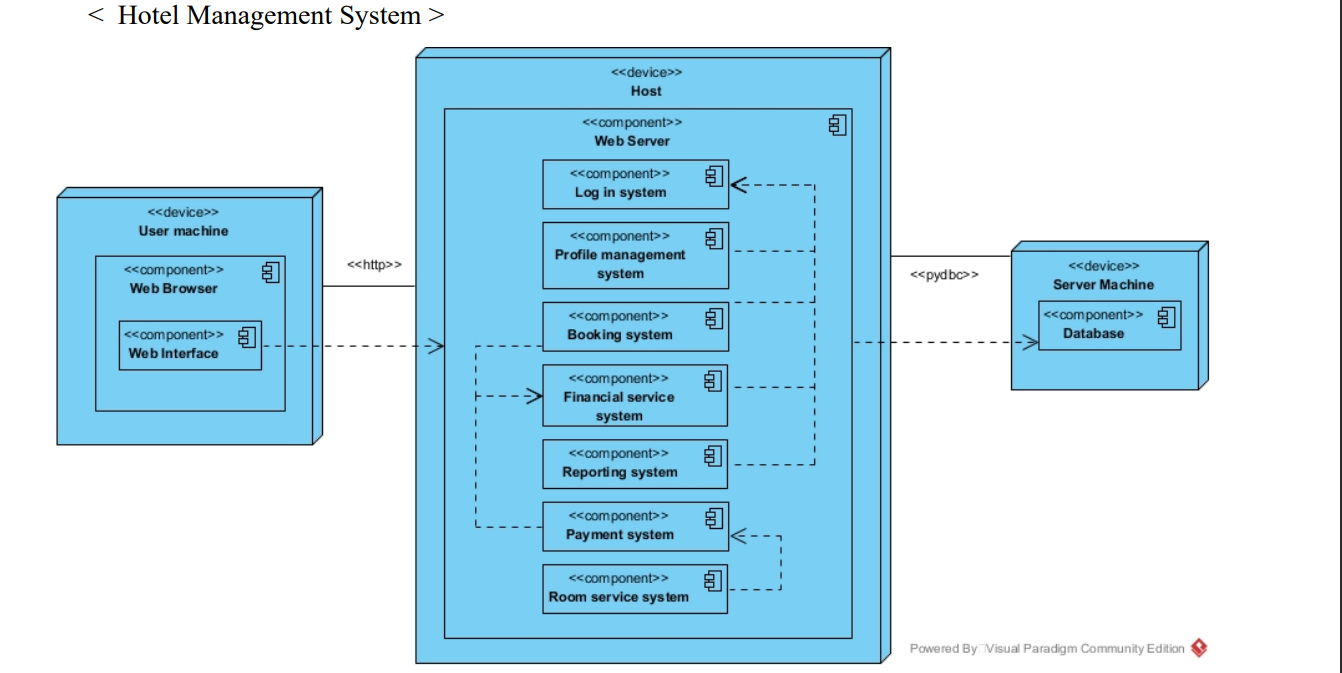 < Hotel Management System >
<<device>>
Host
<<component>>
Web Server
<<component>>
Log in system
<<component>>
Profile management
system
<<component>>
Booking system
<<component>>
Financial service
system
<<component>>
Reporting system
<<component>>
Payment system
<<component>>
Room service system
<<device>>
User machine
<<component>>
Web Browser
<<component>>
Web Interface
<<http>>
<<pydbc>>
<<device>>
Server Machine
<<component>>
Database
Powered By Visual Paradigm Community Edition